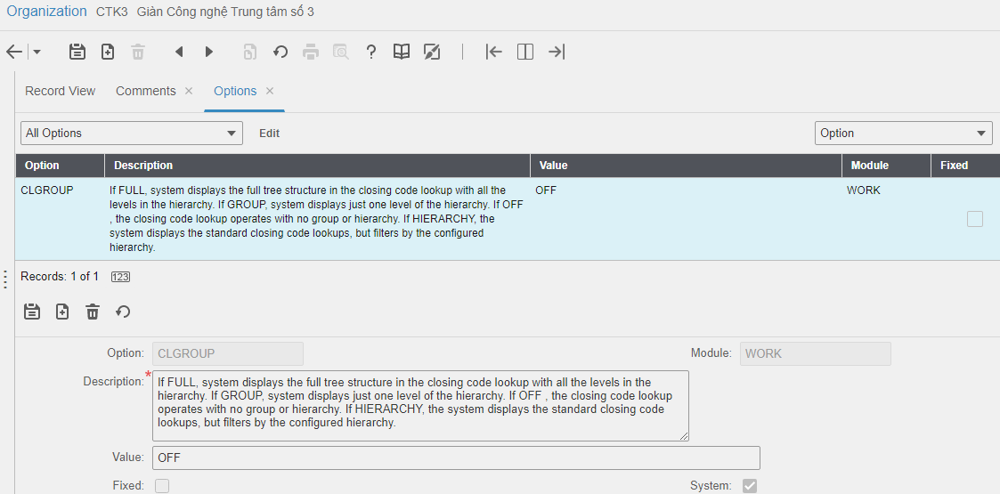 Organization CTK3 Giàn Công nghệ Trung tâm số 3
Record View Comments × Options ×
All Options Edit Option
Option Description Value Module Fixed
CLGROUP If FULL, system displays the full tree structure in the closing code lookup with all the OFF WORK
levels in the hierarchy. If GROUP, system displays just one level of the hierarchy. If OFF
, the closing code lookup operates with no group or hierarchy. If HIERARCHY, the
system displays the standard closing code lookups, but filters by the configured
hierarchy.
Records: 1 of 1 123
Option: CLGROUP Module: WORK
Description: * If FULL, system displays the full tree structure in the closing code lookup with all the levels in the
hierarchy. If GROUP, system displays just one level of the hierarchy. If OFF , the closing code lookup
operates with no group or hierarchy. If HIERARCHY, the system displays the standard closing code
lookups, but filters by the configured hierarchy.
Value: OFF
Fixed: System: